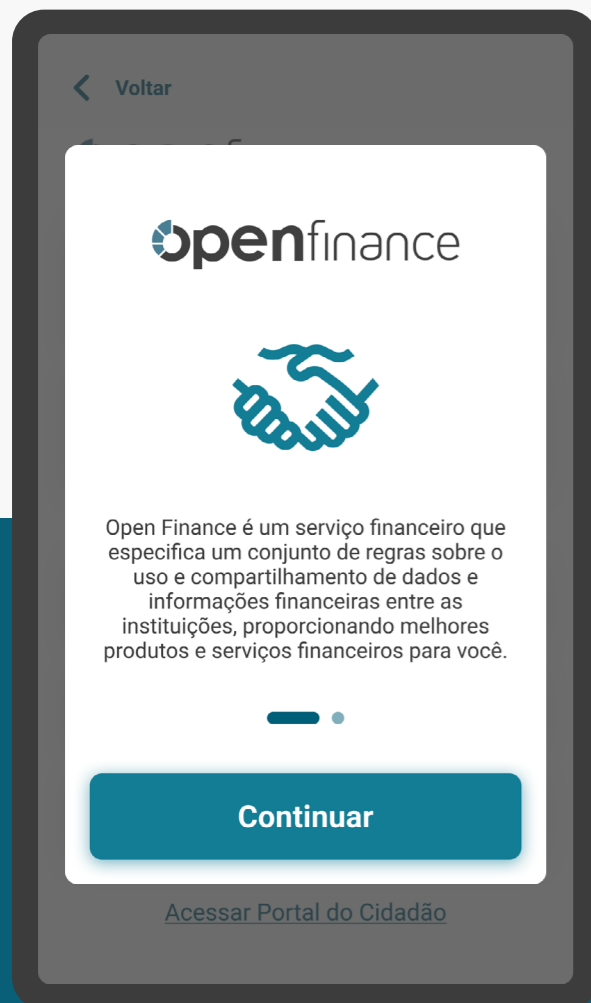 Voltar
openfinance
Open Finance é um serviço financeiro que
especifica um conjunto de regras sobre o
uso e compartilhamento de dados e
informações financeiras entre as
instituições, proporcionando melhores
produtos e serviços financeiros para você.
Continuar
Acessar Portal do Cidadão